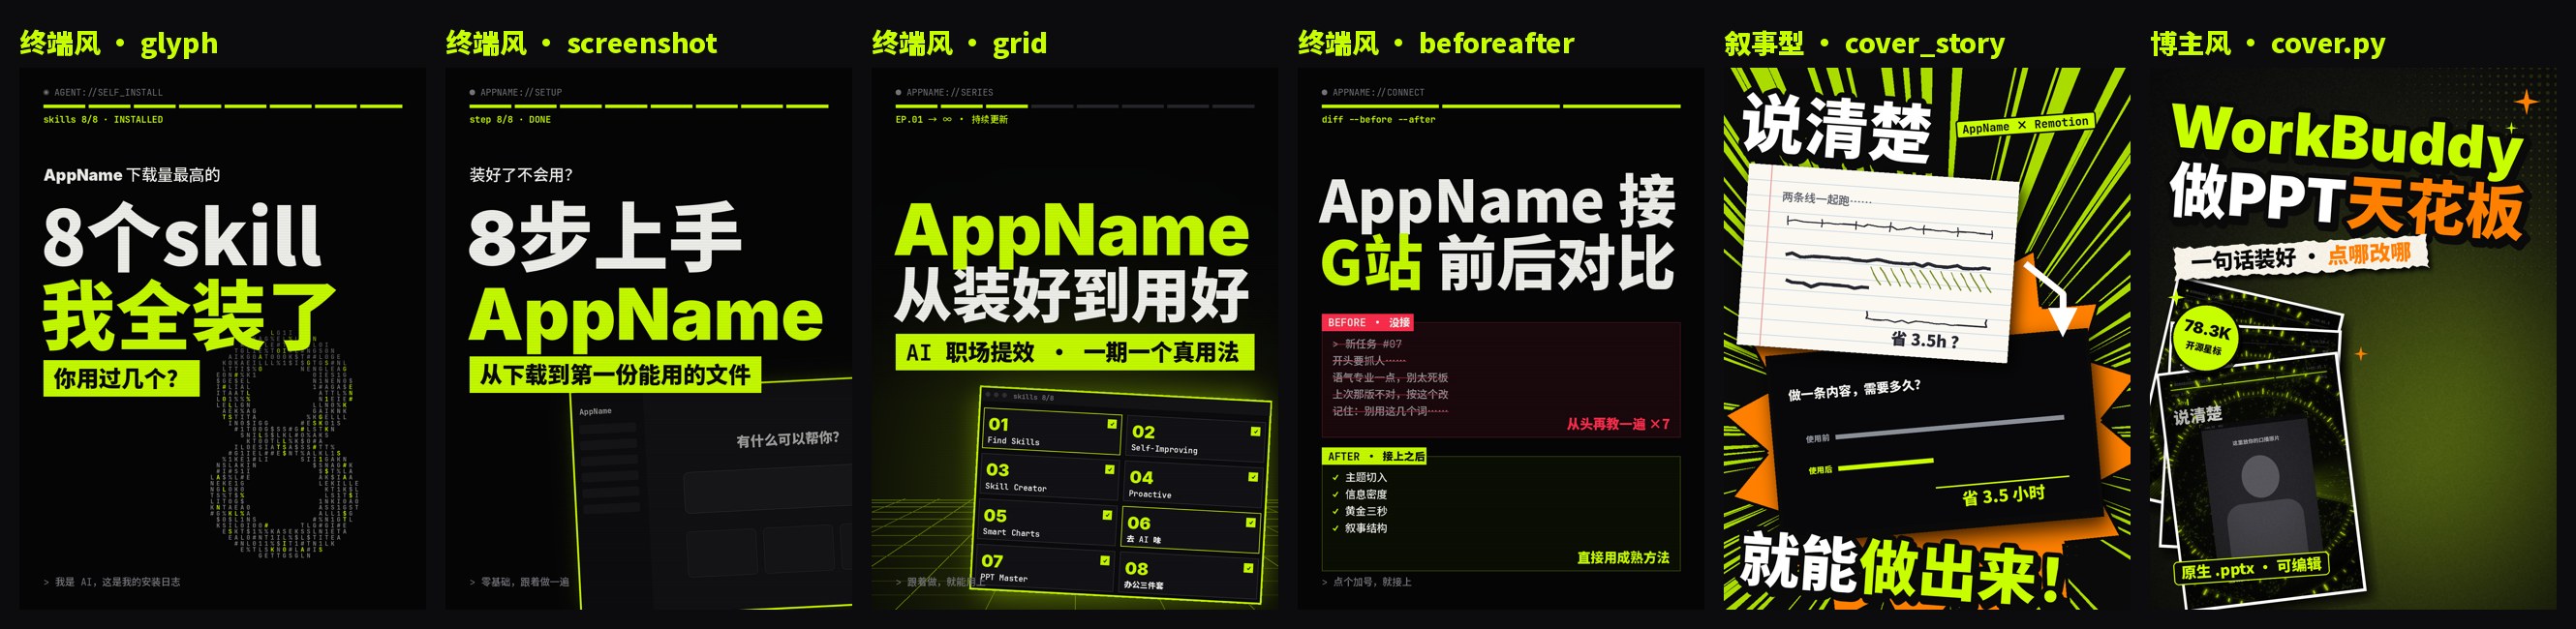 终端风 • glyph
AGENT://SELF_INSTALL
skills 8/8 · INSTALLED
AppName 下载量最高的
8个skill
我全装了
你用过几个?
> 我是 AI, 这是我的安装日志
终端风 • screenshot
APPNAME://SETUP
step 8/8 · DONE
装好了不会用?
8步上手
AppName
从下载到第一份能用的文件
AppName
有什么可以帮你?
> 零基础, 跟着做一遍
终端风 • grid
APPNAME://SERIES
EP.01 → ∞ • 持续更新
AppName
从装好到用好
AI 职场提效 • 一期一个真用法
skills 8/8
01
Find Skills
02
Self-Improving
03
Skill Creator
04
Proactive
05
Smart Charts
06
去 AI 味
07
PPT Master
08
办公三件套
> 跟着做, 就能用上
终端风 • beforeafter
APPNAME://CONNECT
diff --before --after
AppName 接
G站 前后对比
BEFORE • 没接
> 新任务 #07
开头要抓人……
语气专业一点, 别太死板
上次那版不对, 按这个改
记住: 别用这几个词……
从头再教一遍 ×7
AFTER • 接上之后
✓ 主题切入
✓ 信息密度
✓ 黄金三秒
✓ 叙事结构
直接用成熟方法
> 点个加号, 就接上
叙事型 • cover_story
说清楚
AppName × Remotion
两条线一起跑……
省 3.5h ?
做一条内容, 需要多久?
使用前
使用后
省 3.5 小时
就能做出来!
博主风 • cover.py
WorkBuddy
做PPT天花板
一句话装好 • 点哪改哪
78.3K
开源星标
说清楚
这里放你的口播原片
原生 .pptx • 可编辑